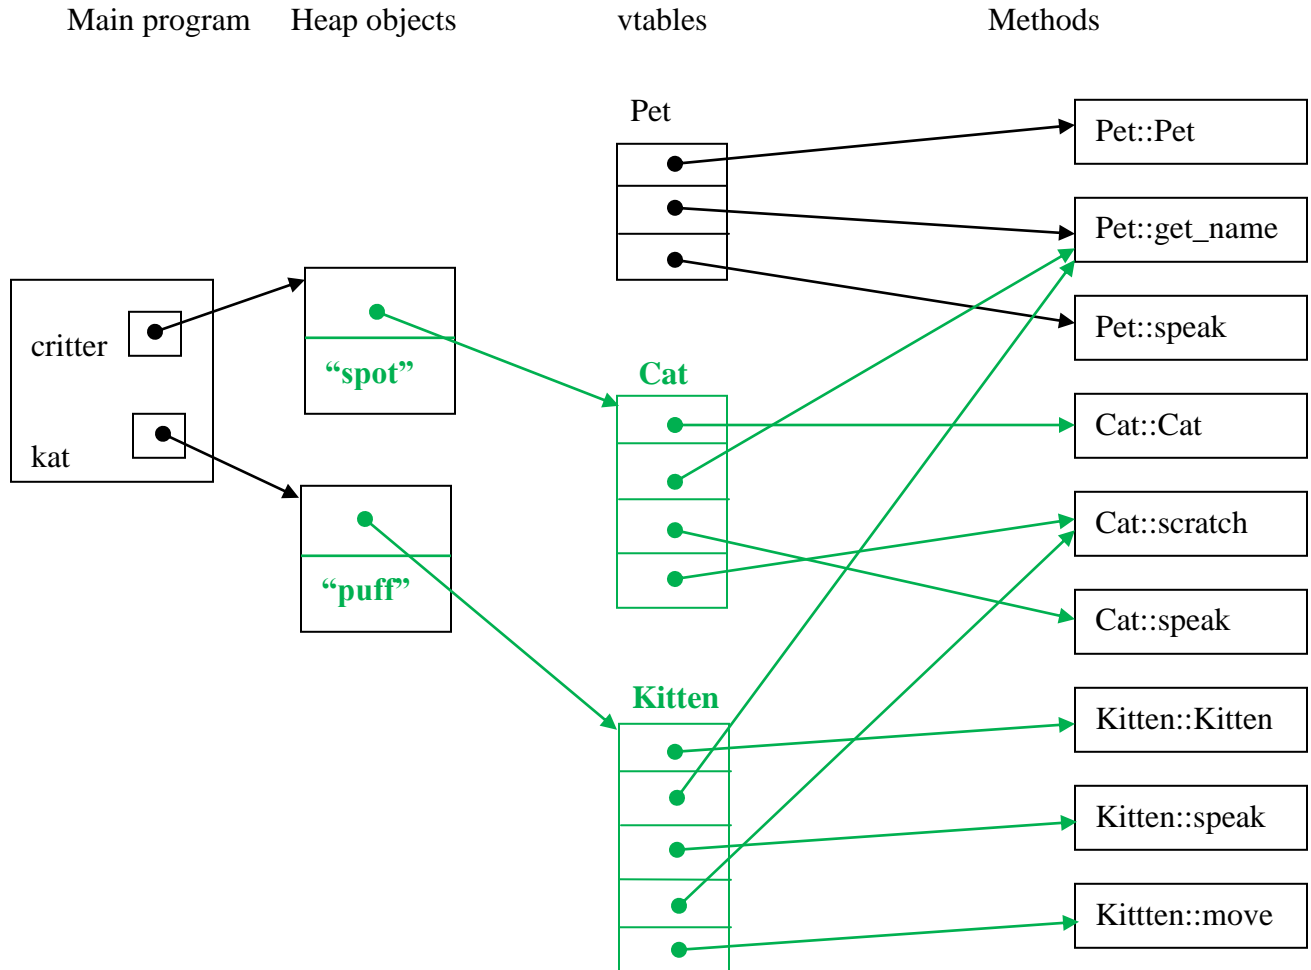 Main program Heap objects vtables Methods
Pet
Pet::Pet
Pet::get_name
Pet::speak
critter
kat
“spot”
“puff”
Cat
Cat::Cat
Cat::scratch
Cat::speak
Kitten
Kitten::Kitten
Kitten::speak
Kittten::move